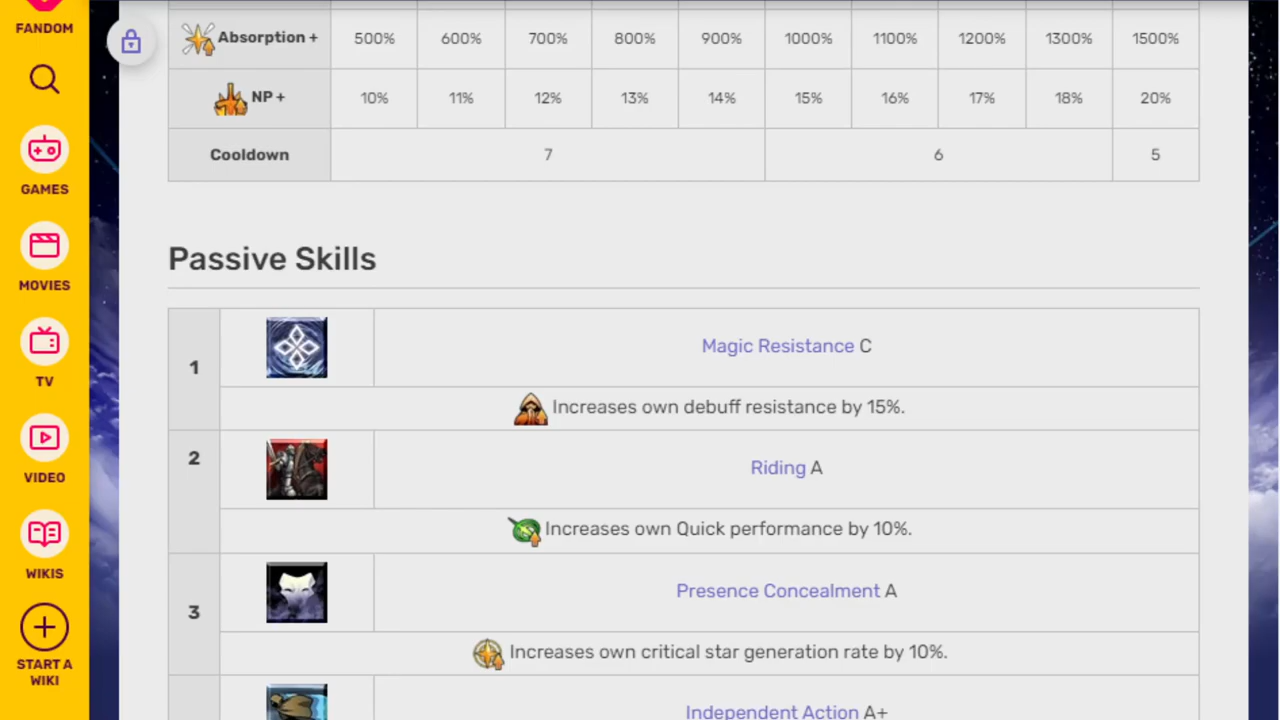 FANDOM
GAMES
MOVIES
TV
VIDEO
WIKIS
START A
WIKI
Absorption + 500% 600% 700% 800% 900% 1000% 1100% 1200% 1300% 1500%
NP + 10% 11% 12% 13% 14% 15% 16% 17% 18% 20%
Cooldown 7 6 5
Passive Skills
1 Magic Resistance C
Increases own debuff resistance by 15%.
2 Riding A
Increases own Quick performance by 10%.
3 Presence Concealment A
Increases own critical star generation rate by 10%.
Independent Action A+